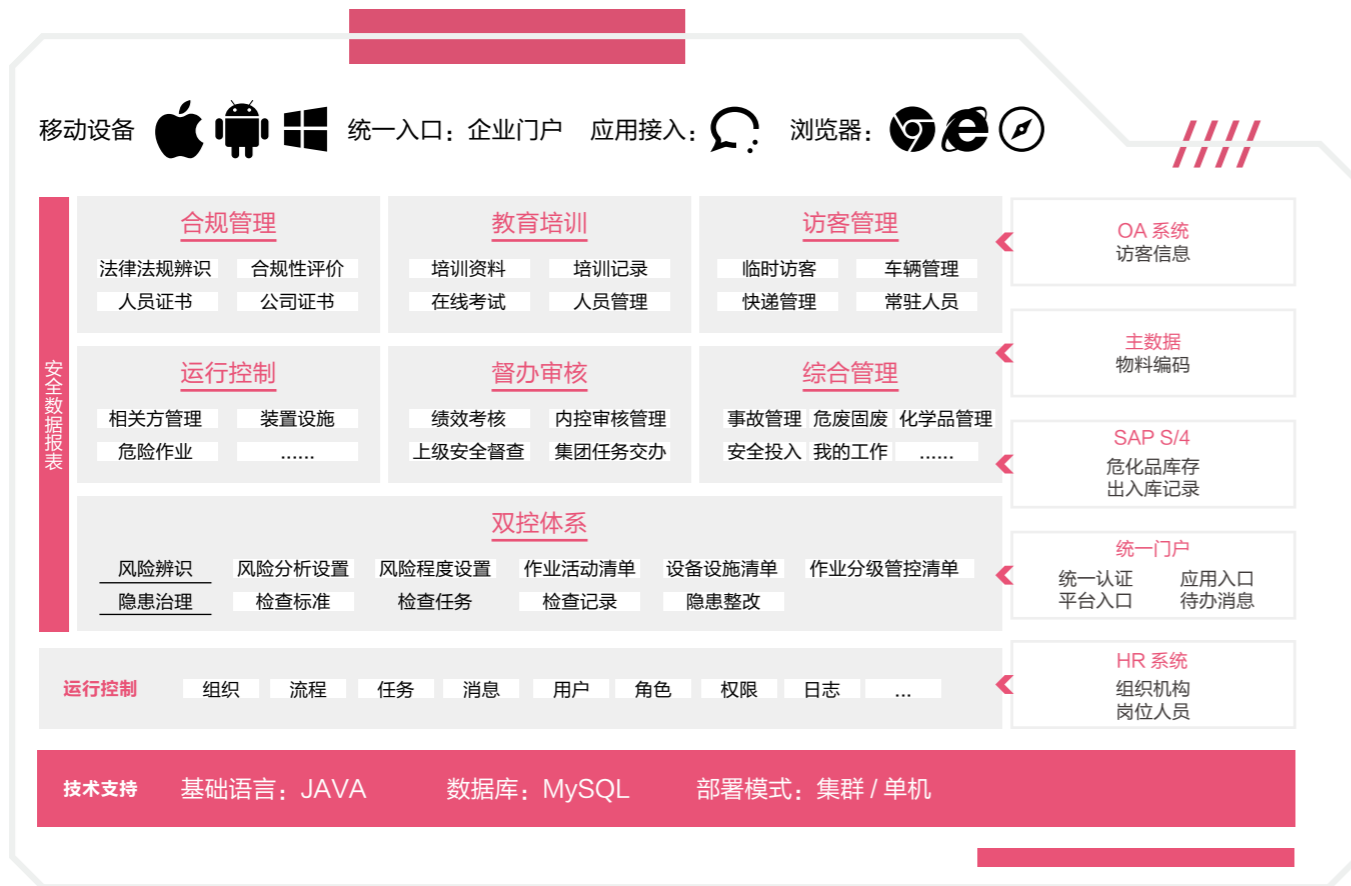 移动设备 统一入口：企业门户 应用接入： 浏览器：
安全数据报表
合规管理
法律法规辨识 合规性评价
人员证书 公司证书
教育培训
培训资料 培训记录
在线考试 人员管理
访客管理
临时访客 车辆管理
快递管理 常驻人员
运行控制
相关方管理 装置设施
危险作业 ......
督办审核
绩效考核 内控审核管理
上级安全督查 集团任务交办
综合管理
事故管理 危废固废 化学品管理
安全投入 我的工作 ......
双控体系
风险辨识 风险分析设置 风险程度设置 作业活动清单 设备设施清单 作业分级管控清单
隐患治理 检查标准 检查任务 检查记录 隐患整改
运行控制 组织 流程 任务 消息 用户 角色 权限 日志 ...
OA 系统
访客信息
主数据
物料编码
SAP S/4
危化品库存
出入库记录
统一门户
统一认证 应用入口
平台入口 待办消息
HR 系统
组织机构
岗位人员
技术支持 基础语言：JAVA 数据库：MySQL 部署模式：集群 / 单机